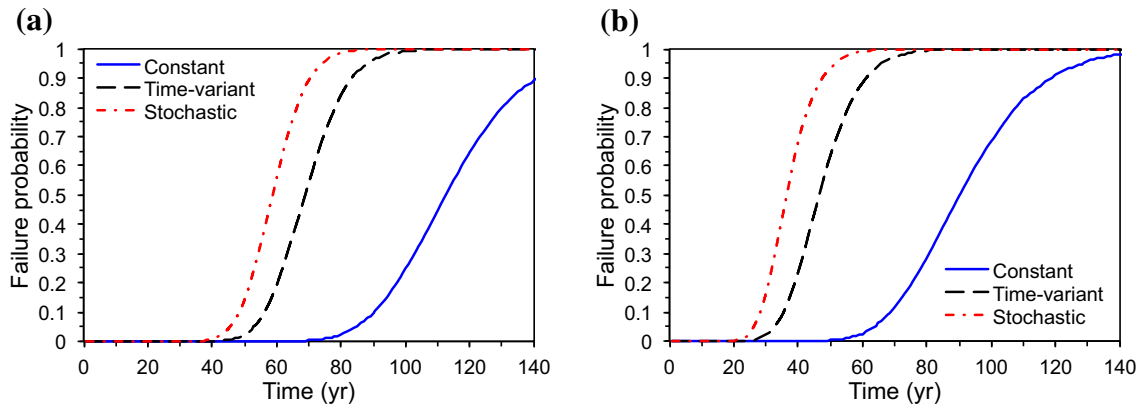 (a)
Failure probability
1
0.9
0.8
0.7
0.6
0.5
0.4
0.3
0.2
0.1
0
Constant
Time-variant
Stochastic
0 20 40 60 80 100 120 140
Time (yr)
(b)
Failure probability
1
0.9
0.8
0.7
0.6
0.5
0.4
0.3
0.2
0.1
0
Constant
Time-variant
Stochastic
0 20 40 60 80 100 120 140
Time (yr)